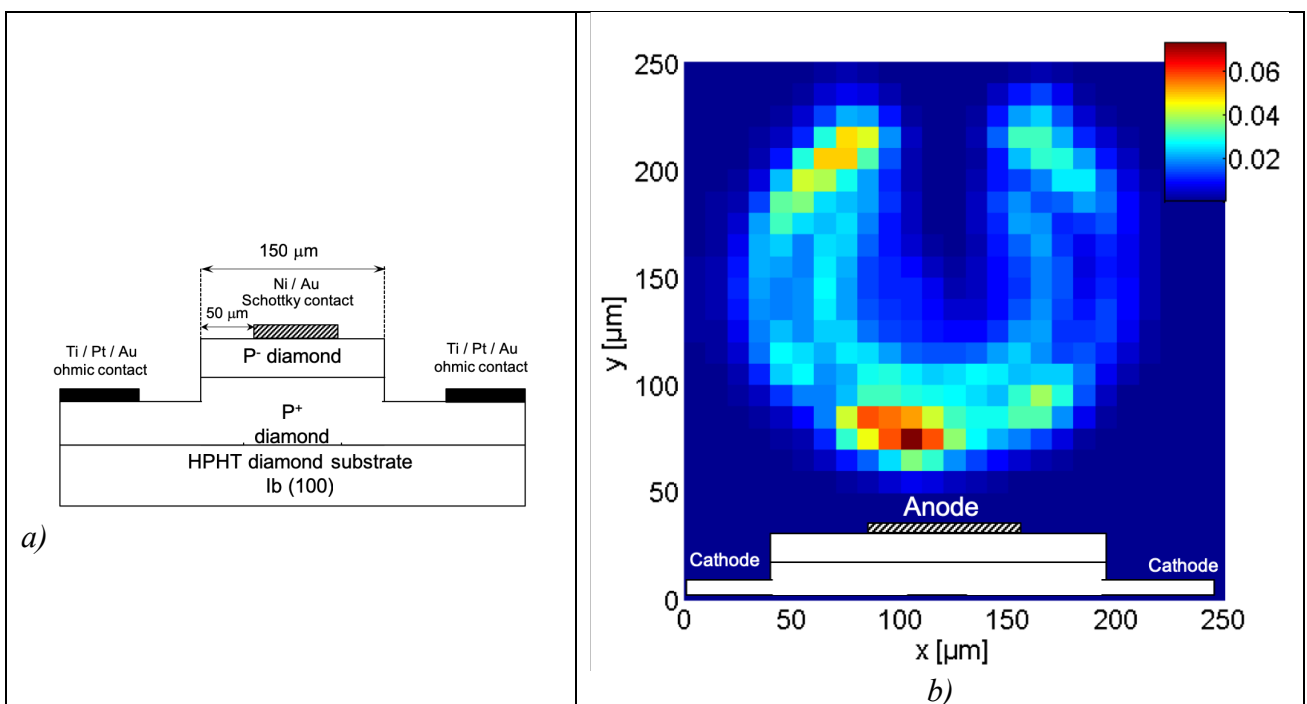 150 μm
Ni / Au
Schottky contact
50 μm
Ti / Pt / Au
ohmic contact
Ti / Pt / Au
ohmic contact
P- diamond
P+
diamond
HPHT diamond substrate
Ib (100)
a)
250
200
150
100
50
0
y [μm]
0.06
0.04
0.02
Anode
Cathode
Cathode
0
50
100
150
200
250
x [μm]
b)